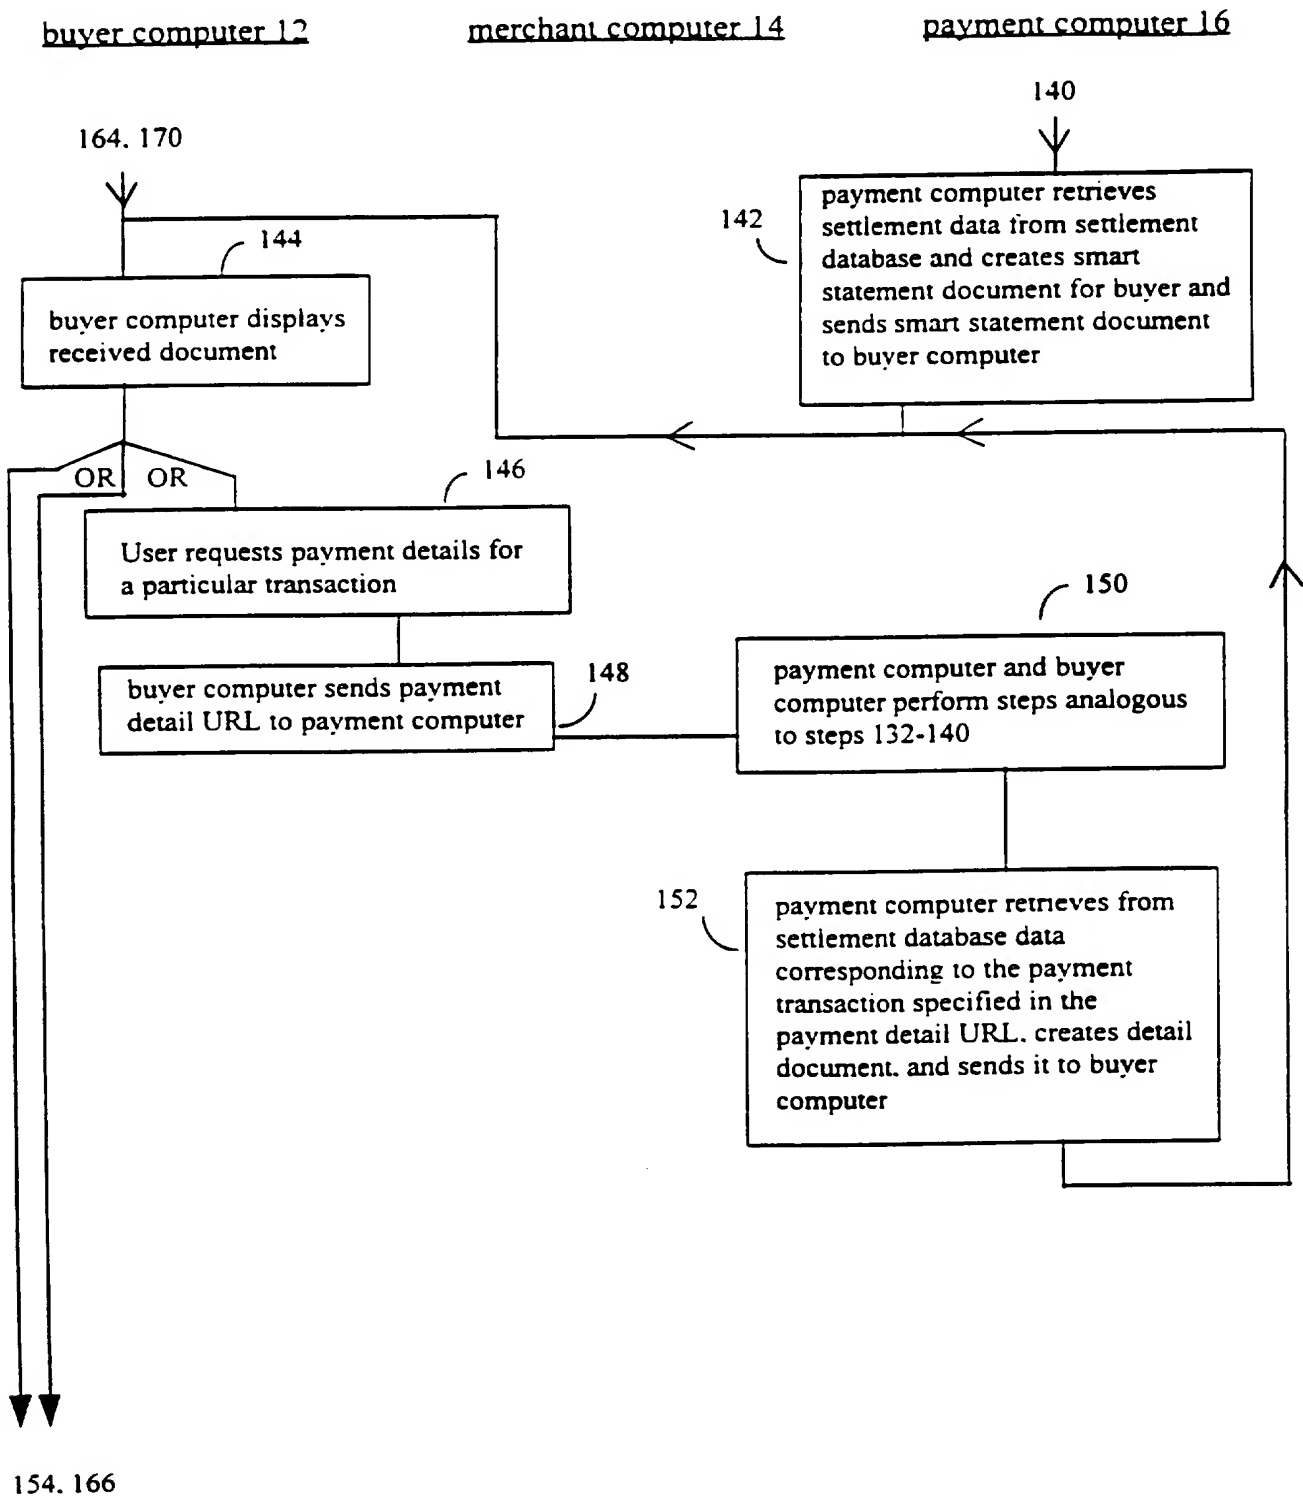 buyer computer 12
merchant computer 14
payment computer 16
140
164. 170
142
payment computer retrieves
settlement data from settlement
database and creates smart
statement document for buyer and
sends smart statement document
to buyer computer
144
buyer computer displays
received document
OR OR
146
User requests payment details for
a particular transaction
148
buyer computer sends payment
detail URL to payment computer
150
payment computer and buyer
computer perform steps analogous
to steps 132-140
152
payment computer retrieves from
settlement database data
corresponding to the payment
transaction specified in the
payment detail URL. creates detail
document. and sends it to buyer
computer
154. 166